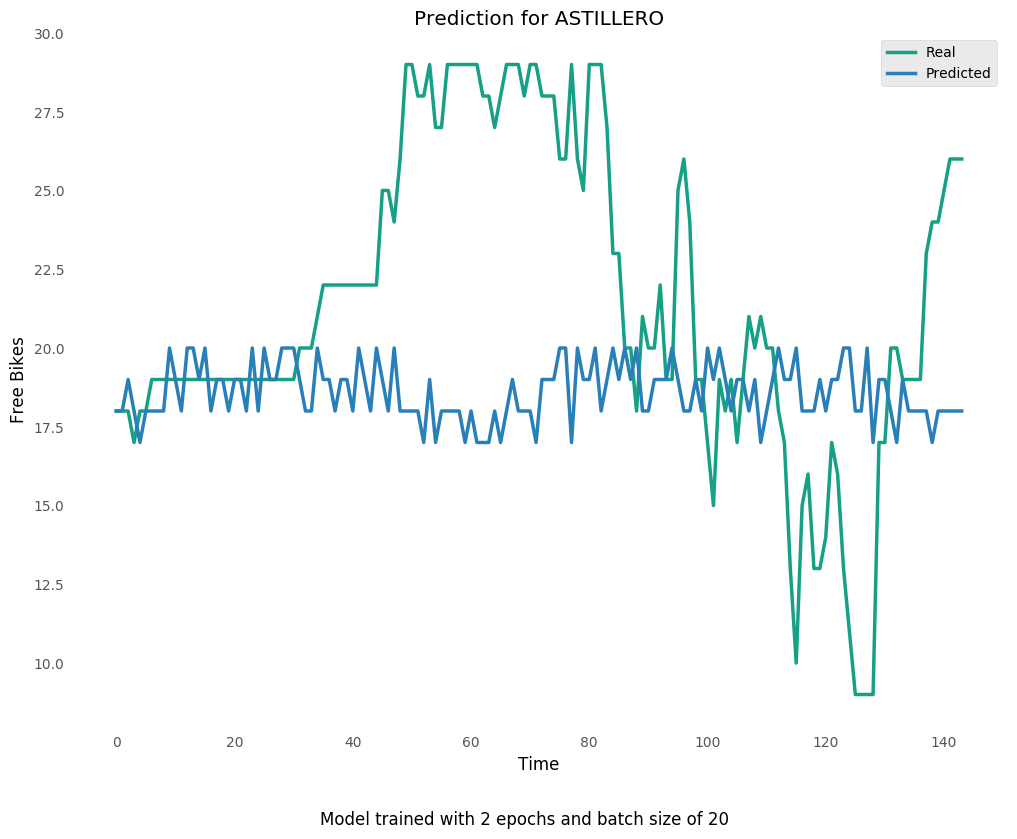 Prediction for ASTILLERO
30.0
Real
Predicted
27.5
25.0
22.5
20.0
17.5
15.0
12.5
10.0
Free Bikes
0 20 40 60 80 100 120 140
Time
Model trained with 2 epochs and batch size of 20